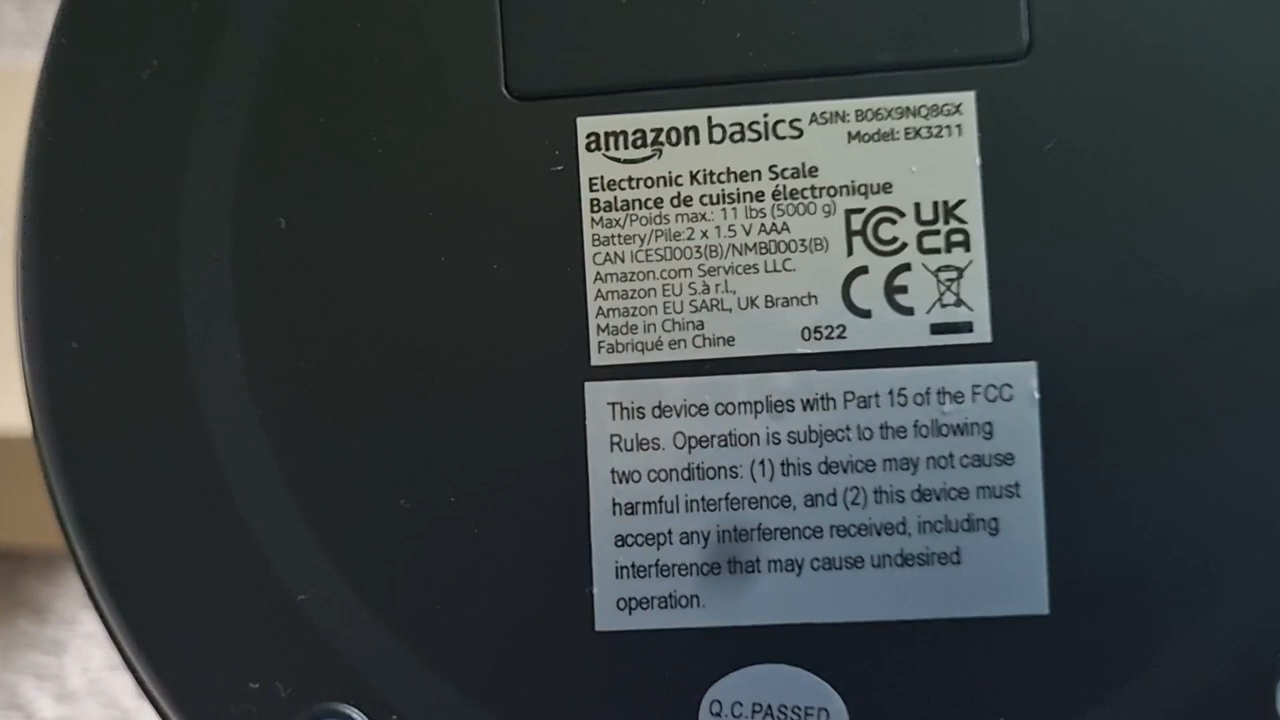 amazon basics
ASIN: B06X9NQ8GX
Model: EK3211
Electronic Kitchen Scale
Balance de cuisine électronique
Max/Poids max.: 11 lbs (5000 g)
Battery/Pile:2 x 1.5 V AAA
CAN ICES▯003(B)/NMB▯003(B)
Amazon.com Services LLC.
Amazon EU S.à r.l.,
Amazon EU SARL, UK Branch
Made in China
Fabriqué en Chine
0522
FC
UK
CA
CE
This device complies with Part 15 of the FCC
Rules. Operation is subject to the following
two conditions: (1) this device may not cause
harmful interference, and (2) this device must
accept any interference received, including
interference that may cause undesired
operation.
Q.C.PASSED